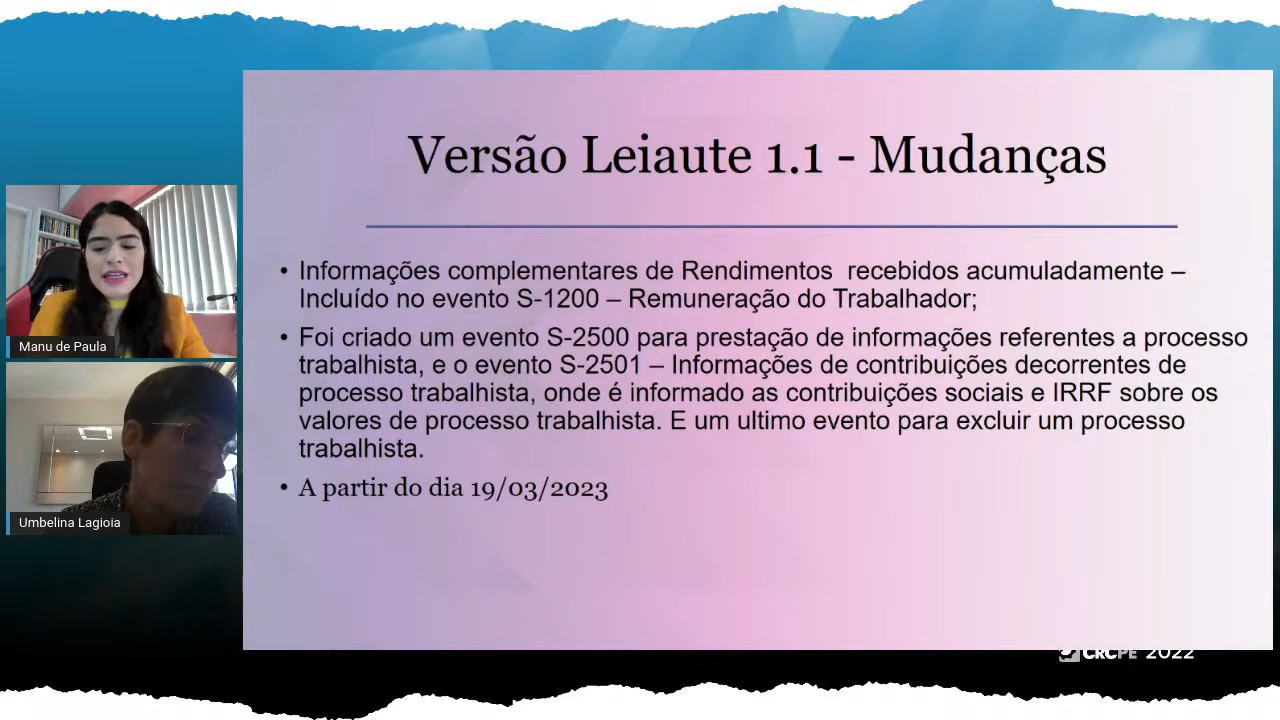 Versão Leiaute 1.1 - Mudanças
• Informações complementares de Rendimentos  recebidos acumuladamente –
Incluído no evento S-1200 – Remuneração do Trabalhador;
• Foi criado um evento S-2500 para prestação de informações referentes a processo
trabalhista, e o evento S-2501 – Informações de contribuições decorrentes de
processo trabalhista, onde é informado as contribuições sociais e IRRF sobre os
valores de processo trabalhista. E um ultimo evento para excluir um processo
trabalhista.
• A partir do dia 19/03/2023
Manu de Paula
Umbelina Lagioia
CRCPE 2022